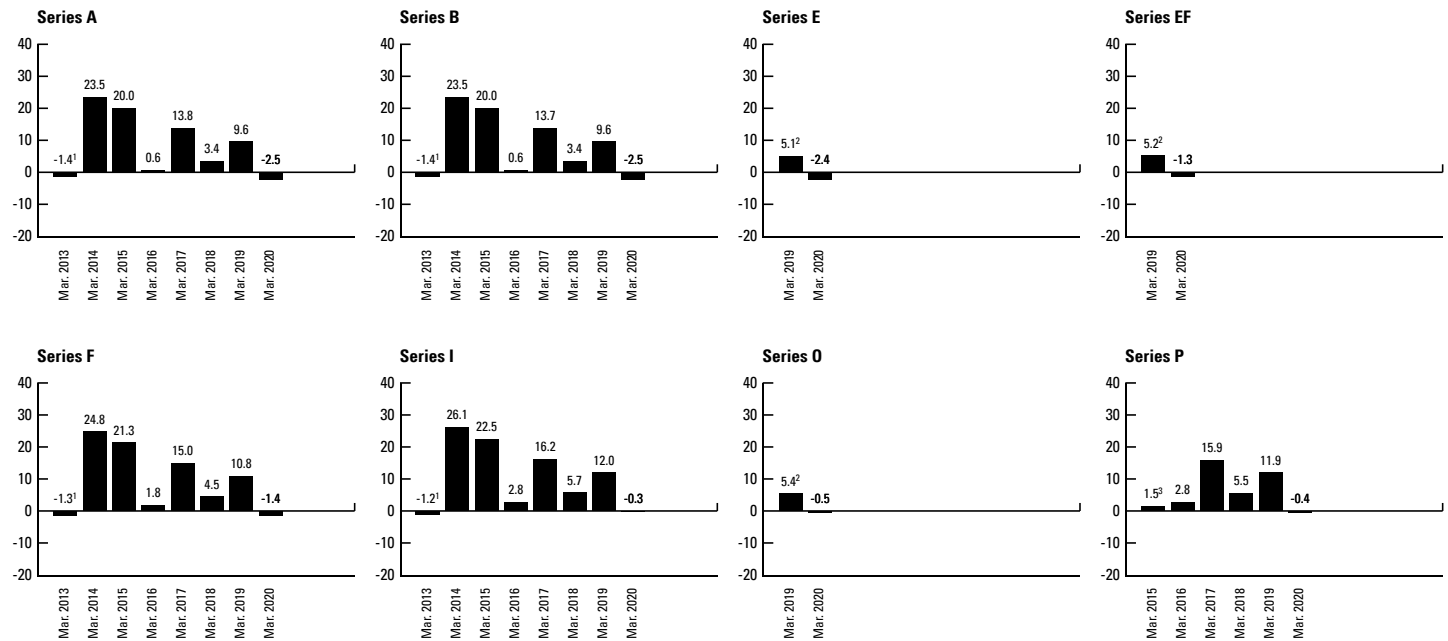 Series A
40
30
20
10
0
-10
-20
-1.4¹
23.5
20.0
0.6
13.8
3.4
9.6
-2.5
Mar. 2013
Mar. 2014
Mar. 2015
Mar. 2016
Mar. 2017
Mar. 2018
Mar. 2019
Mar. 2020
Series B
40
30
20
10
0
-10
-20
-1.4¹
23.5
20.0
0.6
13.7
3.4
9.6
-2.5
Mar. 2013
Mar. 2014
Mar. 2015
Mar. 2016
Mar. 2017
Mar. 2018
Mar. 2019
Mar. 2020
Series E
40
30
20
10
0
-10
-20
5.1²
-2.4
Mar. 2019
Mar. 2020
Series EF
40
30
20
10
0
-10
-20
5.2²
-1.3
Mar. 2019
Mar. 2020
Series F
40
30
20
10
0
-10
-20
-1.3¹
24.8
21.3
1.8
15.0
4.5
10.8
-1.4
Mar. 2013
Mar. 2014
Mar. 2015
Mar. 2016
Mar. 2017
Mar. 2018
Mar. 2019
Mar. 2020
Series I
40
30
20
10
0
-10
-20
-1.2¹
26.1
22.5
2.8
16.2
5.7
12.0
-0.3
Mar. 2013
Mar. 2014
Mar. 2015
Mar. 2016
Mar. 2017
Mar. 2018
Mar. 2019
Mar. 2020
Series O
40
30
20
10
0
-10
-20
5.4²
-0.5
Mar. 2019
Mar. 2020
Series P
40
30
20
10
0
-10
-20
1.5³
2.8
15.9
5.5
11.9
-0.4
Mar. 2015
Mar. 2016
Mar. 2017
Mar. 2018
Mar. 2019
Mar. 2020